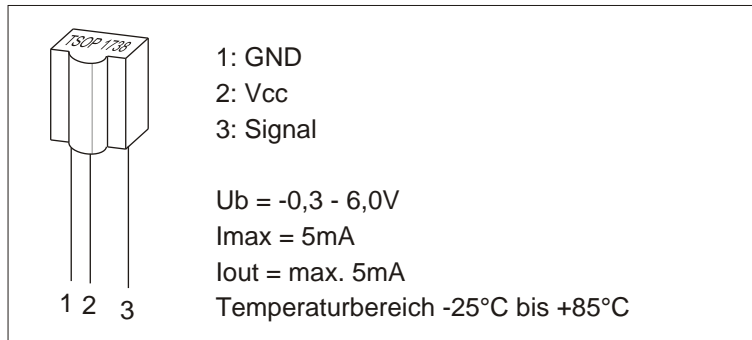 TSOP 1738
1: GND
2: Vcc
3: Signal
Ub = -0,3 - 6,0V
Imax = 5mA
Iout = max. 5mA
Temperaturbereich -25°C bis +85°C
1 2 3